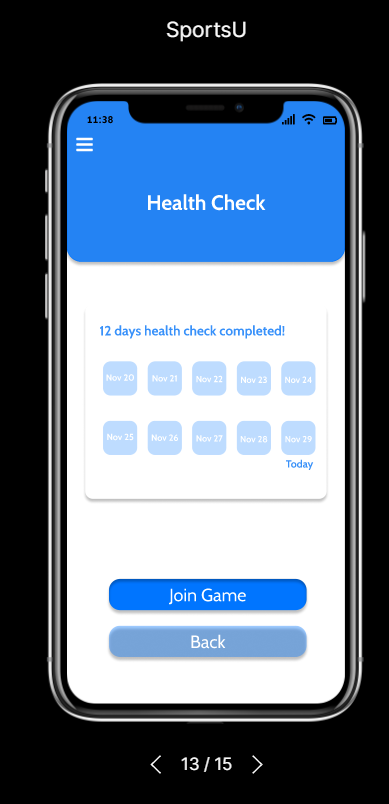 SportsU
11:38
Health Check
12 days health check completed!
Nov 20 Nov 21 Nov 22 Nov 23 Nov 24
Nov 25 Nov 26 Nov 27 Nov 28 Nov 29
Today
Join Game
Back
13 / 15